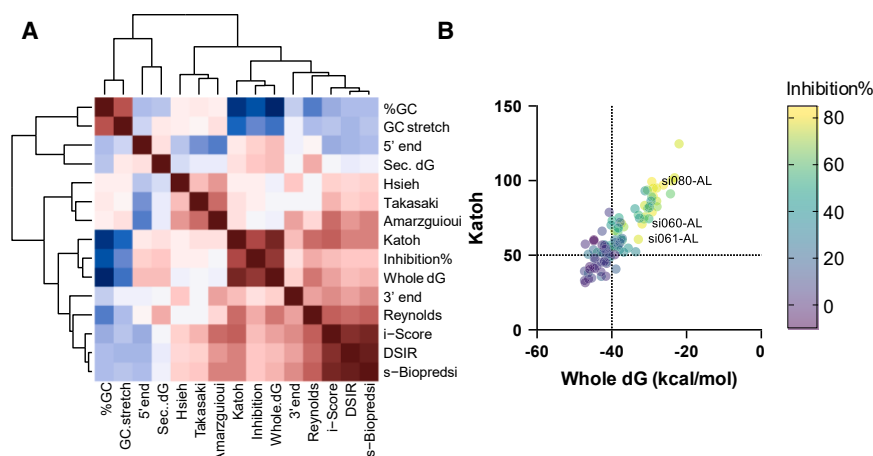 A
%GC
GC stretch
5' end
Sec. dG
Hsieh
Takasaki
Amarzguioui
Katoh
Inhibition%
Whole dG
3' end
Reynolds
i−Score
DSIR
s−Biopredsi
%GC
GC.stretch
5'end
Sec..dG
Hsieh
Takasaki
Amarzguioui
Katoh
Inhibition
Whole.dG
3'end
Reynolds
i−Score
DSIR
s−Biopredsi
B
Inhibition%
150
100
50
0
Katoh
-60
-40
-20
0
Whole dG (kcal/mol)
si080-AL
si060-AL
si061-AL
80
60
40
20
0